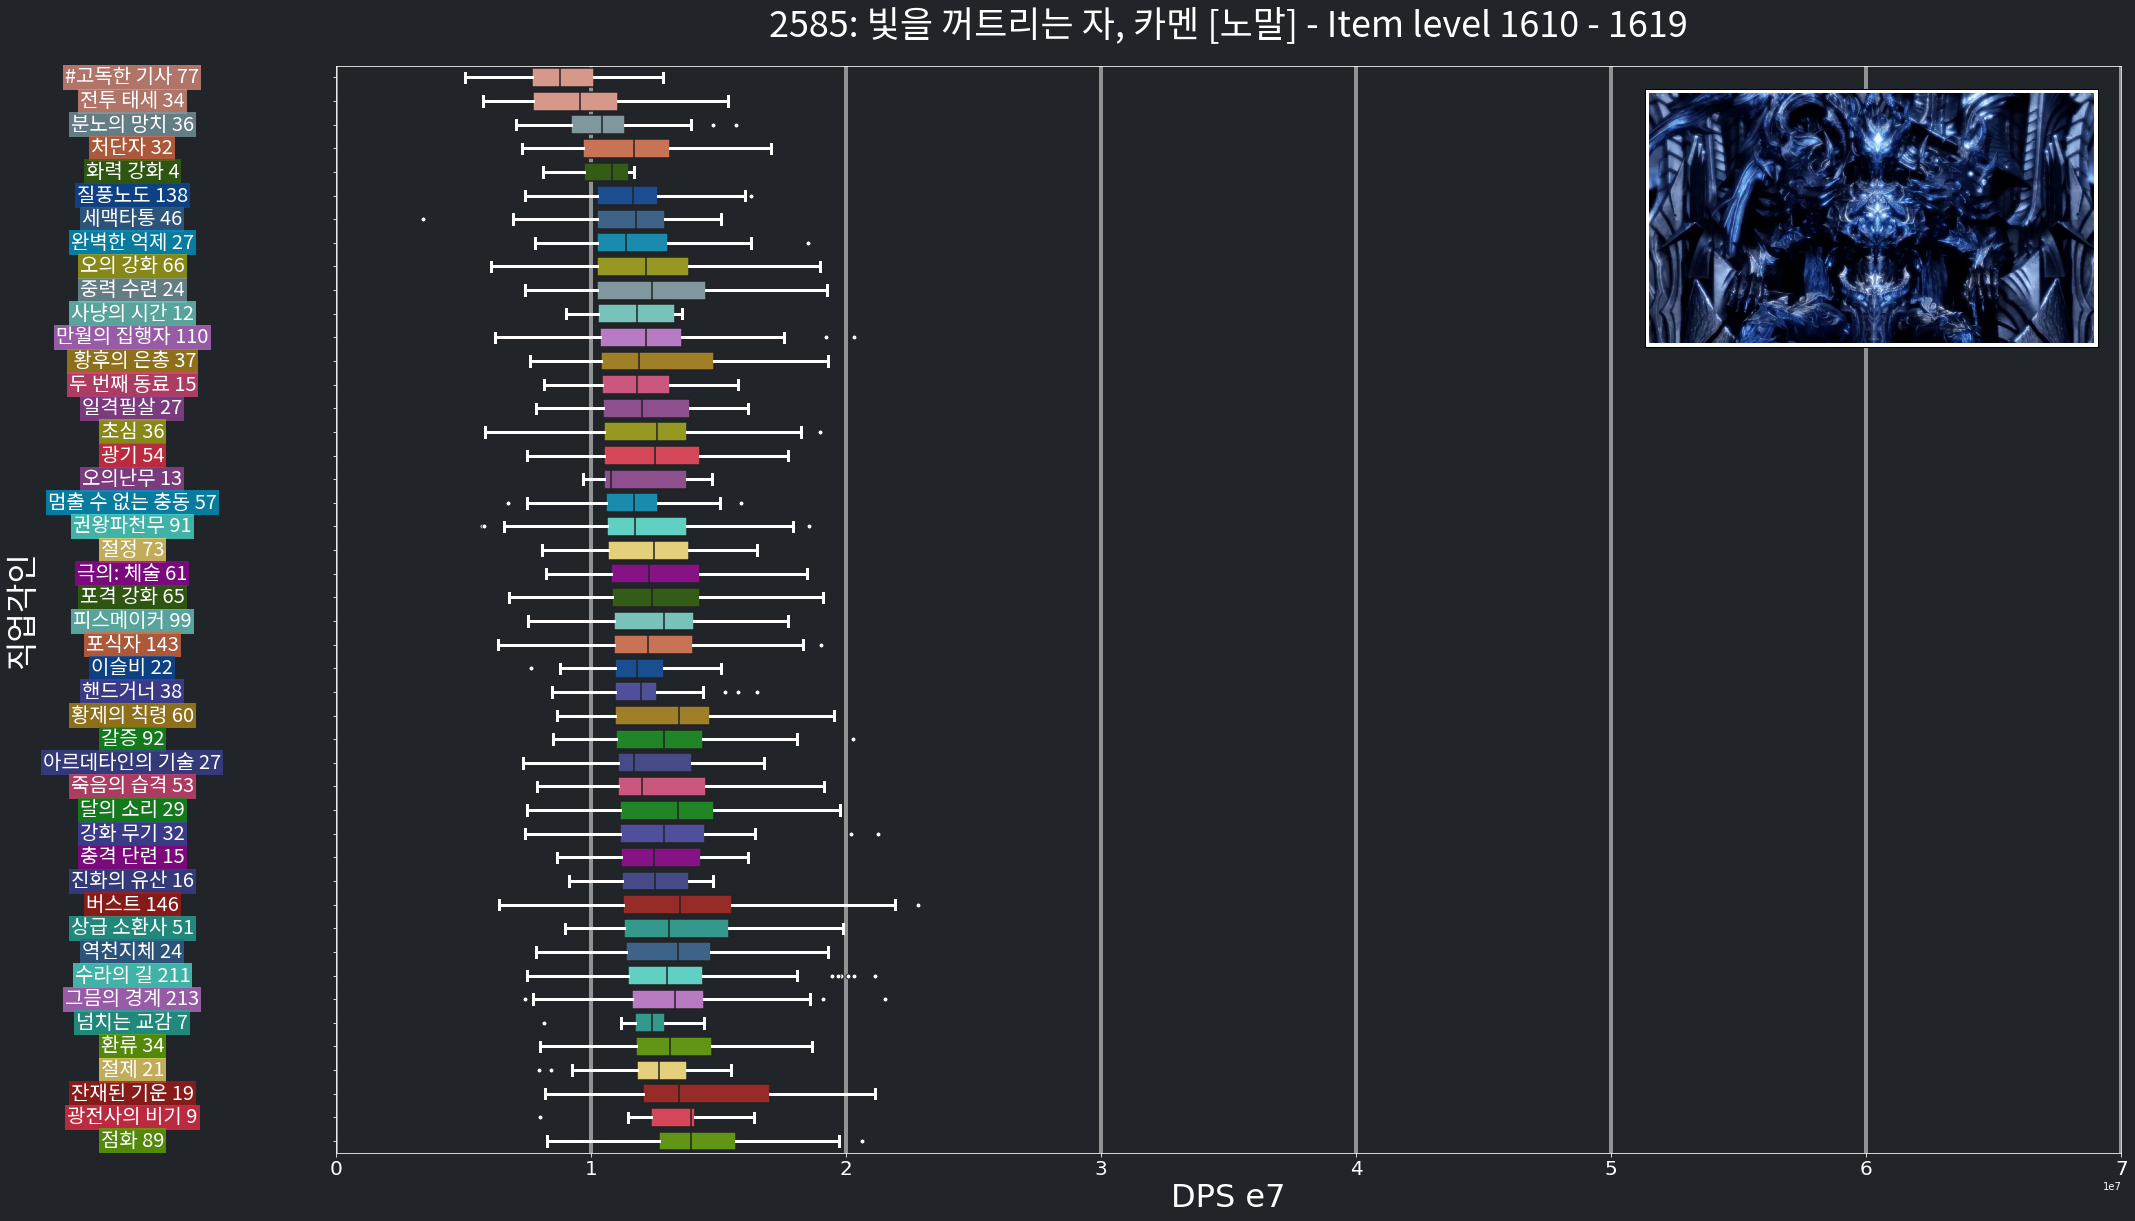 2585: 빛을 꺼트리는 자, 카멘 [노말] - Item level 1610 - 1619
#고독한 기사 77
전투 태세 34
분노의 망치 36
처단자 32
화력 강화 4
질풍노도 138
세맥타통 46
완벽한 억제 27
오의 강화 66
중력 수련 24
사냥의 시간 12
만월의 집행자 110
황후의 은총 37
두 번째 동료 15
일격필살 27
초심 36
광기 54
오의난무 13
멈출 수 없는 충동 57
권왕파천무 91
절정 73
극의: 체술 61
포격 강화 65
피스메이커 99
포식자 143
이슬비 22
핸드거너 38
황제의 칙령 60
갈증 92
아르데타인의 기술 27
죽음의 습격 53
달의 소리 29
강화 무기 32
충격 단련 15
진화의 유산 16
버스트 146
상급 소환사 51
역천지체 24
수라의 길 211
그믐의 경계 213
넘치는 교감 7
환류 34
절제 21
잔재된 기운 19
광전사의 비기 9
점화 89
직업각인
0 1 2 3 4 5 6 7
1e7
DPS e7